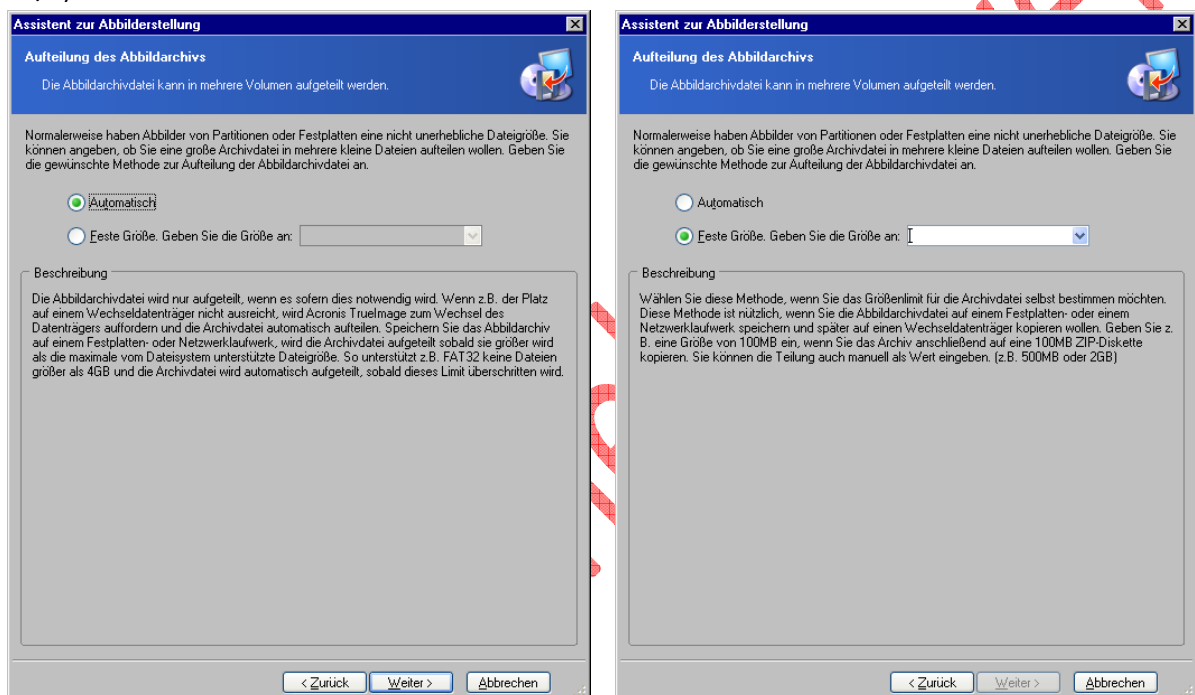 Assistent zur Abbilderstellung
Aufteilung des Abbildarchivs
Die Abbildarchivdatei kann in mehrere Volumen aufgeteilt werden.
Normalerweise haben Abbilder von Partitionen oder Festplatten eine nicht unerhebliche Dateigröße. Sie
können angeben, ob Sie eine große Archivdatei in mehrere kleine Dateien aufteilen wollen. Geben Sie
die gewünschte Methode zur Aufteilung der Abbildarchivdatei an.
Automatisch
Feste Größe. Geben Sie die Größe an:
Beschreibung
Die Abbildarchivdatei wird nur aufgeteilt, wenn es sofern dies notwendig wird. Wenn z.B. der Platz
auf einem Wechseldatenträger nicht ausreicht, wird Acronis TrueImage zum Wechsel des
Datenträgers auffordern und die Archivdatei automatisch aufteilen. Speichern Sie das Abbildarchiv
auf einem Festplatten- oder Netzwerklaufwerk, wird die Archivdatei aufgeteilt sobald sie größer wird
als die maximale vom Dateisystem unterstützte Dateigröße. So unterstützt z.B. FAT32 keine Dateien
größer als 4GB und die Archivdatei wird automatisch aufgeteilt, sobald dieses Limit überschritten wird.
< Zurück
Weiter >
Abbrechen
Assistent zur Abbilderstellung
Aufteilung des Abbildarchivs
Die Abbildarchivdatei kann in mehrere Volumen aufgeteilt werden.
Normalerweise haben Abbilder von Partitionen oder Festplatten eine nicht unerhebliche Dateigröße. Sie
können angeben, ob Sie eine große Archivdatei in mehrere kleine Dateien aufteilen wollen. Geben Sie
die gewünschte Methode zur Aufteilung der Abbildarchivdatei an.
Automatisch
Feste Größe. Geben Sie die Größe an:
Beschreibung
Wählen Sie diese Methode, wenn Sie das Größenlimit für die Archivdatei selbst bestimmen möchten.
Diese Methode ist nützlich, wenn Sie die Abbildarchivdatei auf einem Festplatten- oder einem
Netzwerklaufwerk speichern und später auf einen Wechseldatenträger kopieren wollen. Geben Sie z.
B. eine Größe von 100MB ein, wenn Sie das Archiv anschließend auf eine 100MB ZIP-Diskette
kopieren. Sie können die Teilung auch manuell als Wert eingeben. (z.B. 500MB oder 2GB)
< Zurück
Weiter >
Abbrechen